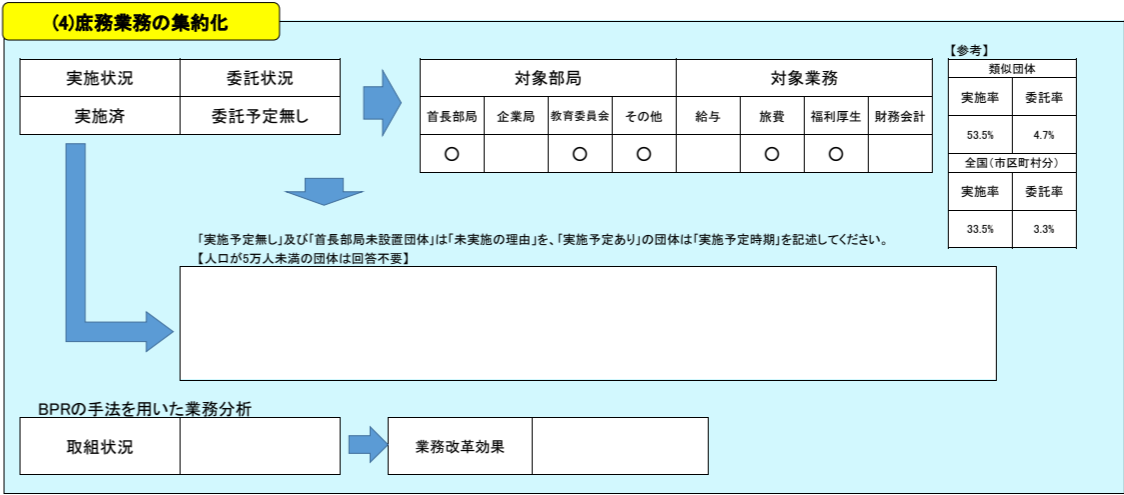 (4)庶務業務の集約化
【参考】
実施状況 委託状況
実施済 委託予定無し
対象部局 対象業務
首長部局 企業局 教育委員会 その他 給与 旅費 福利厚生 財務会計
○ ○ ○ ○ ○
類似団体
実施率 委託率
53.5% 4.7%
全国(市区町村分)
実施率 委託率
33.5% 3.3%
「実施予定無し」及び「首長部局未設置団体」は「未実施の理由」を、「実施予定あり」の団体は「実施予定時期」を記述してください。
【人口が5万人未満の団体は回答不要】
BPRの手法を用いた業務分析
取組状況 業務改革効果